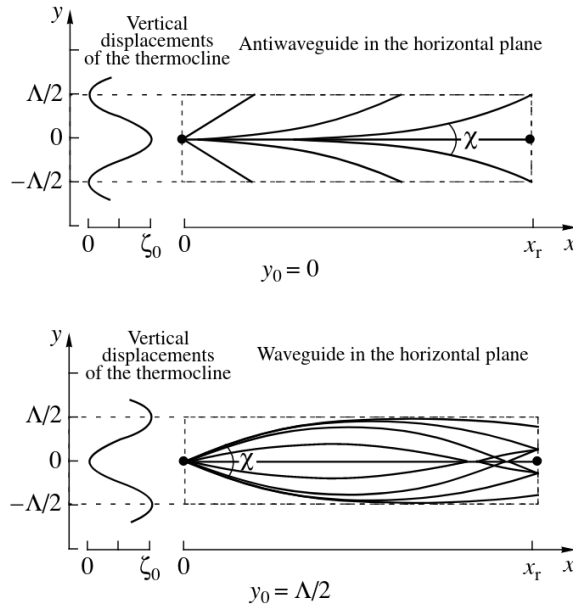 y
Vertical
displacements
of the thermocline
Antiwaveguide in the horizontal plane
Λ/2
0
χ
−Λ/2
0
ζ0
0
xr
x
y0 = 0
y
Vertical
displacements
of the thermocline
Waveguide in the horizontal plane
Λ/2
0
χ
−Λ/2
0
ζ0
0
xr
x
y0 = Λ/2